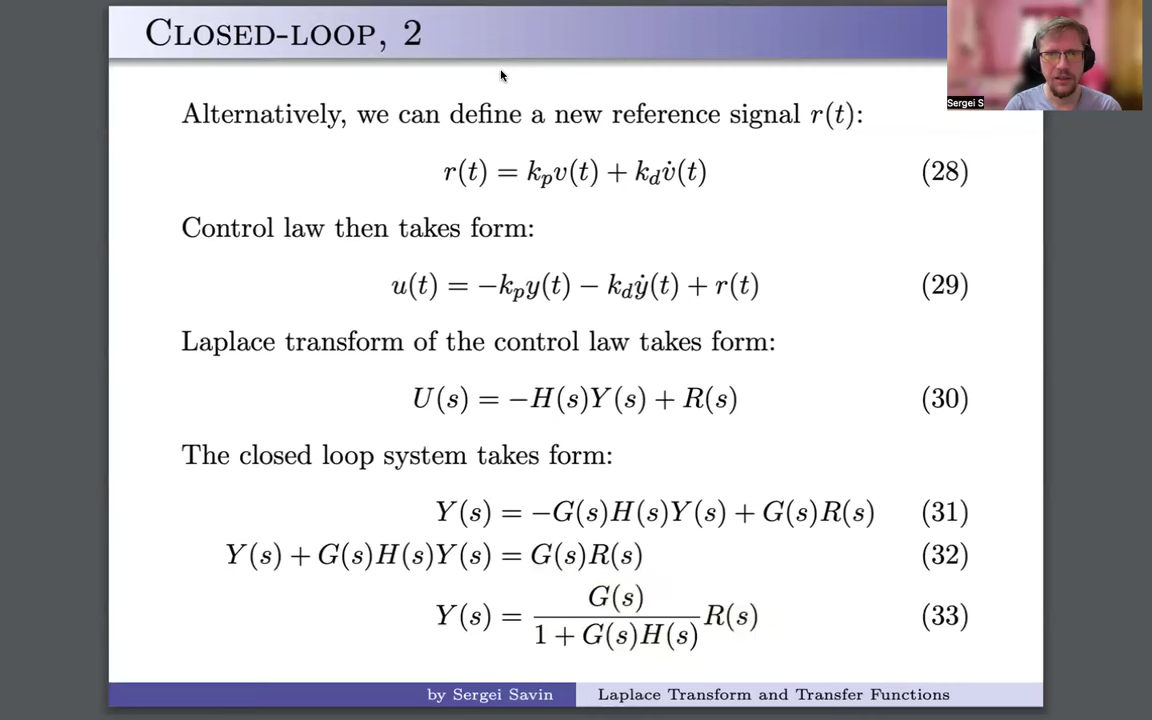 CLOSED-LOOP, 2
Sergei S
Alternatively, we can define a new reference signal r(t):
r(t) = kₚv(t) + k_d v̇(t) (28)
Control law then takes form:
u(t) = −kₚy(t) − k_d ẏ(t) + r(t) (29)
Laplace transform of the control law takes form:
U(s) = −H(s)Y(s) + R(s) (30)
The closed loop system takes form:
Y(s) = −G(s)H(s)Y(s) + G(s)R(s) (31)
Y(s) + G(s)H(s)Y(s) = G(s)R(s) (32)
Y(s) = G(s) / (1 + G(s)H(s)) R(s) (33)
by Sergei Savin Laplace Transform and Transfer Functions